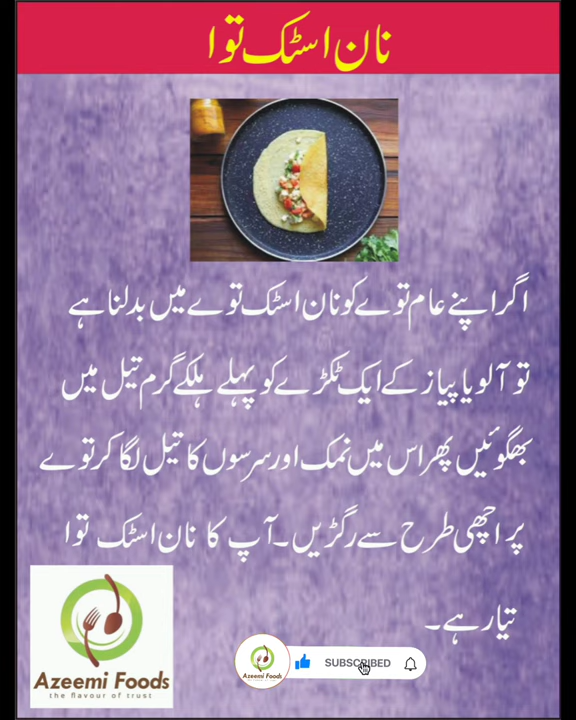 نان اسٹک توا
اگر اپنے عام توے کو نان اسٹک توے میں بدلنا ہے
تو آلو یا پیاز کے ایک ٹکڑے کو پہلے ہلکے گرم تیل میں
بھگوئیں پھر اس میں نمک اور سرسوں کا تیل لگا کر توے
پر اچھی طرح سے رگڑیں۔ آپ کا نان اسٹک توا
تیار ہے۔
Azeemi Foods
the flavour of trust
Azeemi Foods
SUBSCRIBED